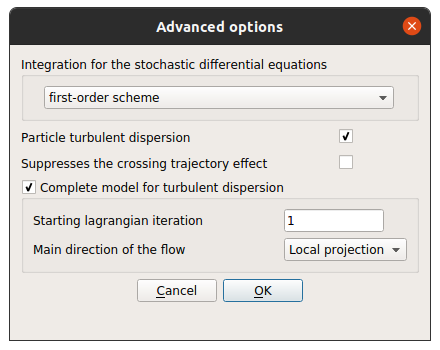 Advanced options
Integration for the stochastic differential equations
first-order scheme
Particle turbulent dispersion
Suppresses the crossing trajectory effect
Complete model for turbulent dispersion
Starting lagrangian iteration 1
Main direction of the flow Local projection
Cancel OK